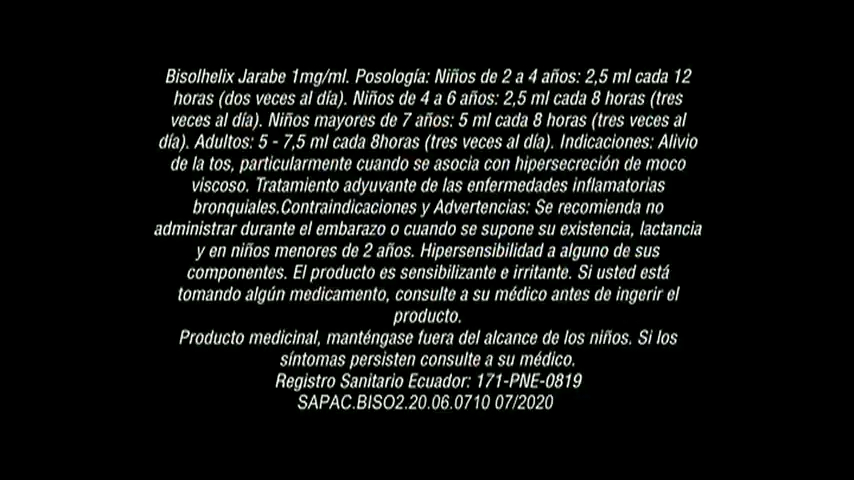 Bisolhelix Jarabe 1mg/ml. Posología: Niños de 2 a 4 años: 2,5 ml cada 12
horas (dos veces al día). Niños de 4 a 6 años: 2,5 ml cada 8 horas (tres
veces al día). Niños mayores de 7 años: 5 ml cada 8 horas (tres veces al
día). Adultos: 5 - 7,5 ml cada 8horas (tres veces al día). Indicaciones: Alivio
de la tos, particularmente cuando se asocia con hipersecreción de moco
viscoso. Tratamiento adyuvante de las enfermedades inflamatorias
bronquiales.Contraindicaciones y Advertencias: Se recomienda no
administrar durante el embarazo o cuando se supone su existencia, lactancia
y en niños menores de 2 años. Hipersensibilidad a alguno de sus
componentes. El producto es sensibilizante e irritante. Si usted está
tomando algún medicamento, consulte a su médico antes de ingerir el
producto.
Producto medicinal, manténgase fuera del alcance de los niños. Si los
síntomas persisten consulte a su médico.
Registro Sanitario Ecuador: 171-PNE-0819
SAPAC.BISO2.20.06.0710 07/2020